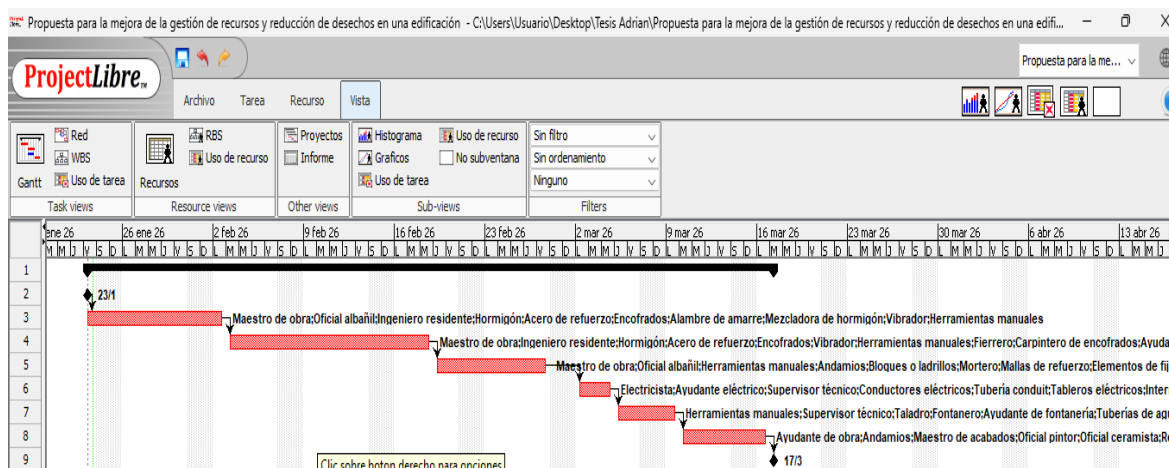 Propuesta para la mejora de la gestión de recursos y reducción de desechos en una edificación - C:\Users\Usuario\Desktop\Tesis Adrian\Propuesta para la mejora de la gestión de recursos y reducción de desechos en una edifi...
ProjectLibre™
Propuesta para la me...
Archivo Tarea Recurso Vista
Red RBS Proyectos Histograma Uso de recurso Sin filtro
WBS Uso de recurso Informe Graficos No subventana Sin ordenamiento
Gantt Uso de tarea Recursos Uso de tarea Ninguno
Task views Resource views Other views Sub-views Filters
ene 26 26 ene 26 2 feb 26 9 feb 26 16 feb 26 23 feb 26 2 mar 26 9 mar 26 16 mar 26 23 mar 26 30 mar 26 6 abr 26 13 abr 26
M M J V S D L M M J V S D L M M J V S D L M M J V S D L M M J V S D L M M J V S D L M M J V S D L M M J V S D L M M J V S D L M M J V S D L M M J V S D L M M J V S D L M M J
1
2 23/1
3 Maestro de obra;Oficial albañil;Ingeniero residente;Hormigón;Acero de refuerzo;Encofrados;Alambre de amarre;Mezcladora de hormigón;Vibrador;Herramientas manuales
4 Maestro de obra;Ingeniero residente;Hormigón;Acero de refuerzo;Encofrados;Vibrador;Herramientas manuales;Fierrero;Carpintero de encofrados;Ayuda
5 Maestro de obra;Oficial albañil;Herramientas manuales;Andamios;Bloques o ladrillos;Mortero;Mallas de refuerzo;Elementos de fij
6 Electricista;Ayudante eléctrico;Supervisor técnico;Conductores eléctricos;Tubería conduit;Tableros eléctricos;Inter
7 Herramientas manuales;Supervisor técnico;Taladro;Fontanero;Ayudante de fontanería;Tuberías de agu
8 Ayudante de obra;Andamios;Maestro de acabados;Oficial pintor;Oficial ceramista;R
9 17/3
Clic sobre boton derecho para opciones